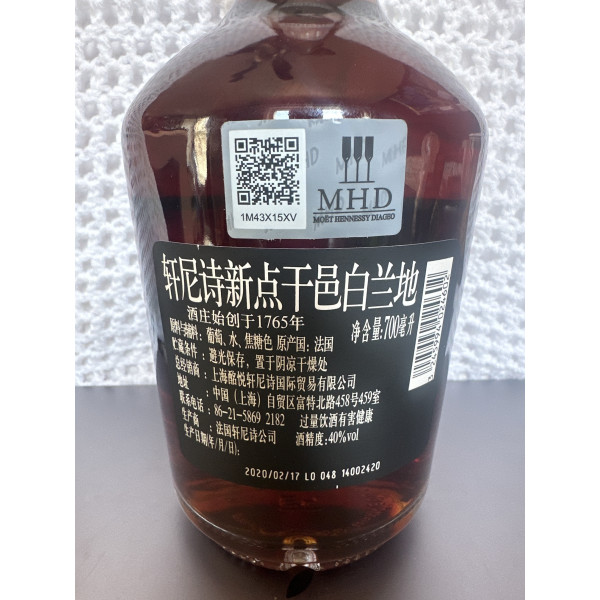 1M43X15XV
MHD
MOËT HENNESSY DIAGEO
轩尼诗新点干邑白兰地
酒庄始创于1765年
净含量:700毫升
原料与辅料: 葡萄、水、焦糖色 原产国: 法国
贮藏条件 : 避光保存, 置于阴凉干燥处
总经销商 : 上海酩悦轩尼诗国际贸易有限公司
地址 : 中国(上海)自贸区富特北路458号459室
联系电话 : 86-21-5869 2182 过量饮酒有害健康
生产商 : 法国轩尼诗公司 酒精度: 40%vol
生产日期(年/月/日):
2020/02/17 LO 048 14002420